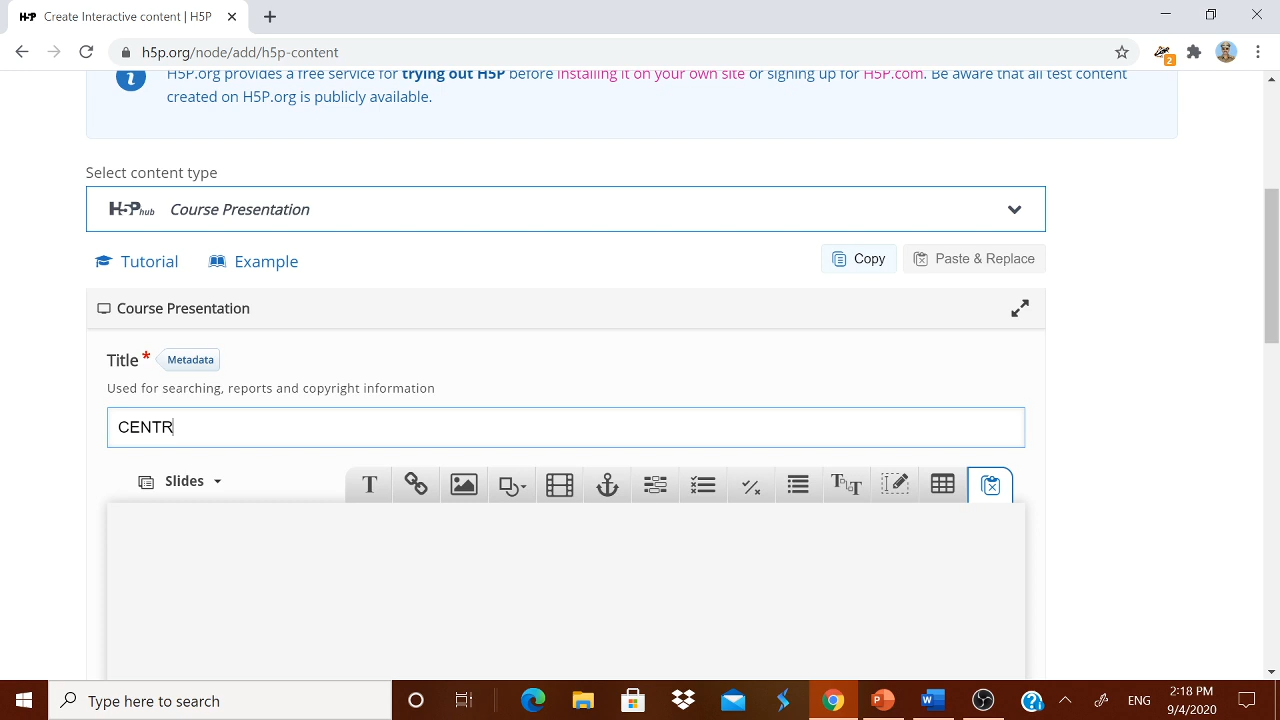 H5P Create Interactive content | H5P
h5p.org/node/add/h5p-content
2
H5P.org provides a free service for trying out H5P before installing it on your own site or signing up for H5P.com. Be aware that all test content
created on H5P.org is publicly available.
Select content type
H5P hub Course Presentation
Tutorial Example Copy Paste & Replace
Course Presentation
Title * Metadata
Used for searching, reports and copyright information
CENTR
Slides
Type here to search
ENG
2:18 PM
9/4/2020